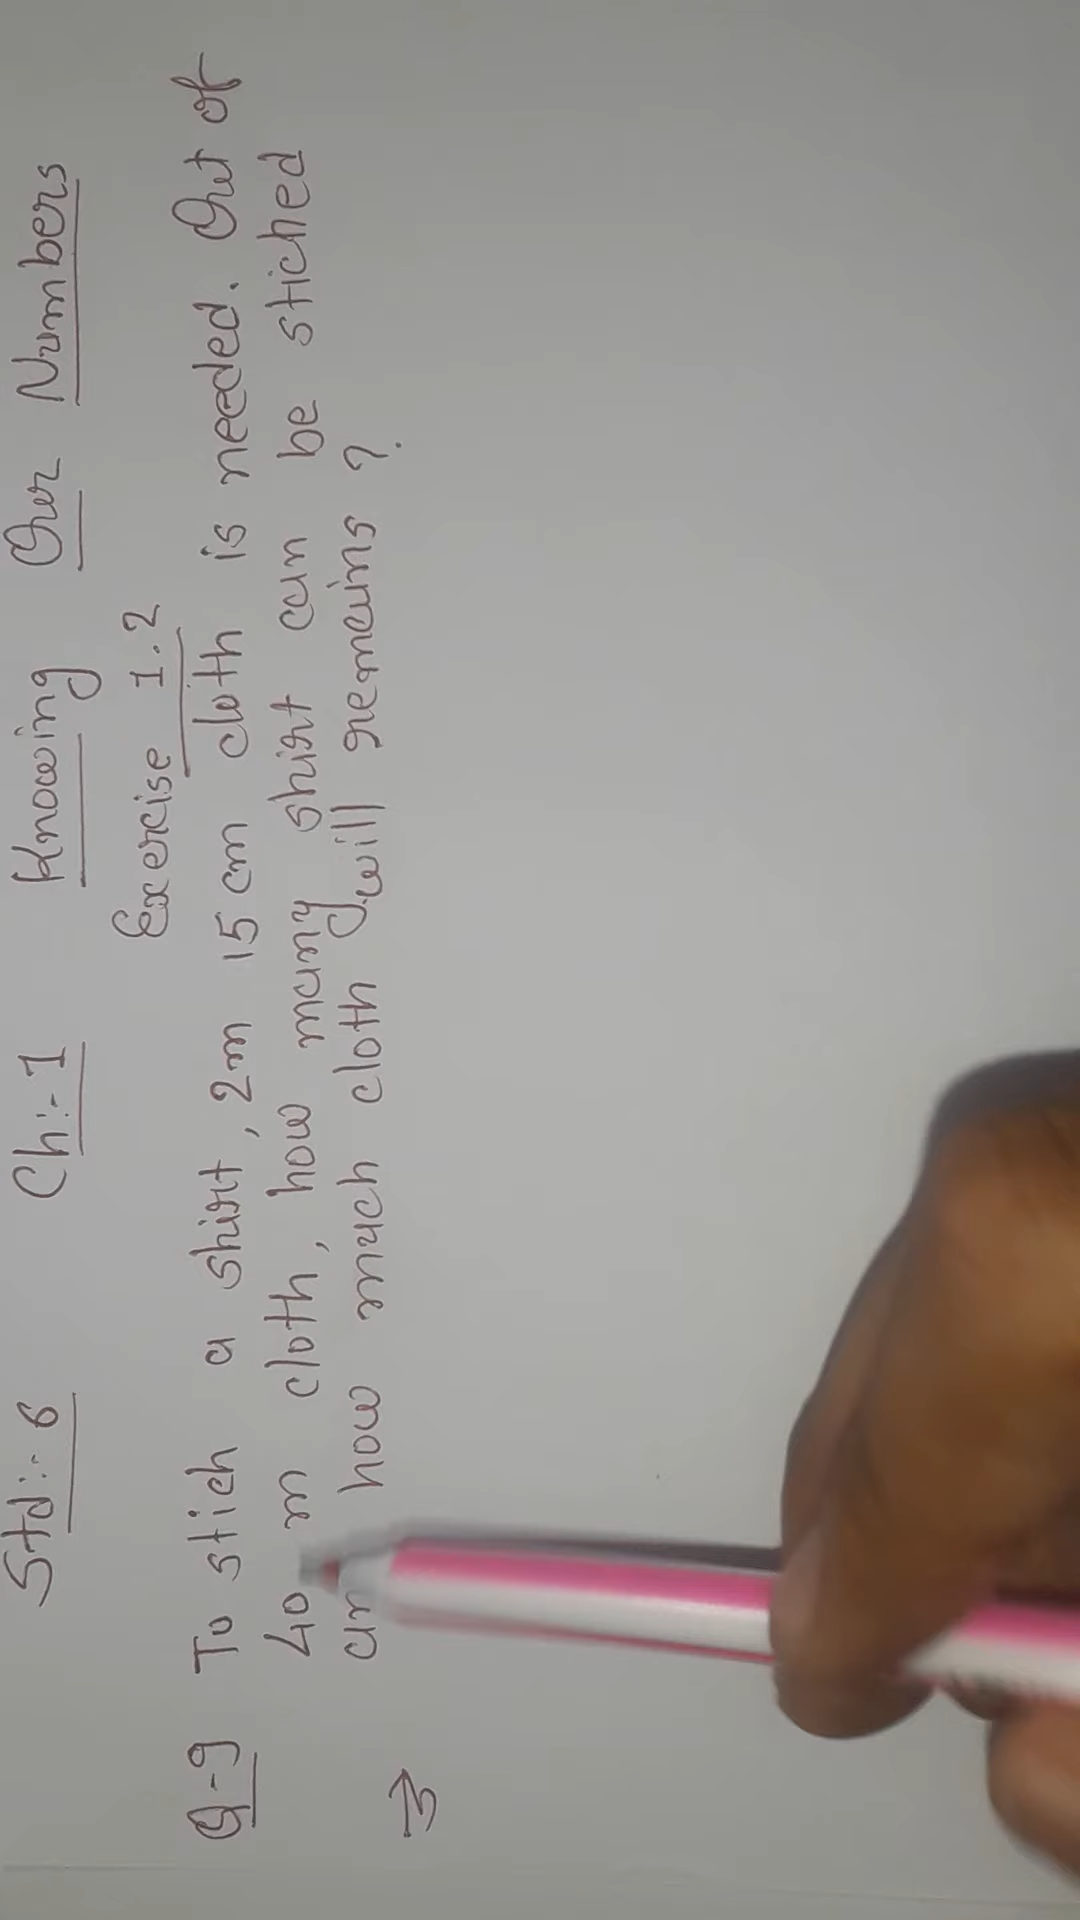 Std:- 6 Ch:- 1 Knowing Our Numbers
Exercise 1.2
Q-9 To stich a shirt, 2m 15 cm cloth is needed. Out of
40 m cloth, how many shirt can be stiched
how much cloth will remains ?
⇒